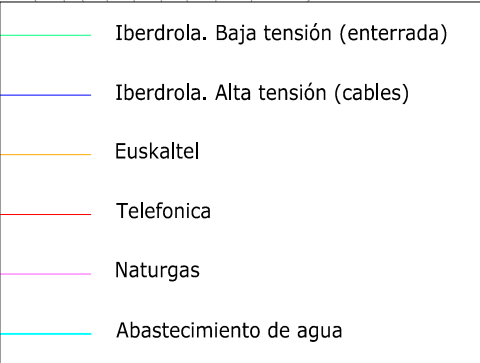 Iberdrola. Baja tensión (enterrada)
Iberdrola. Alta tensión (cables)
Euskaltel
Telefonica
Naturgas
Abastecimiento de agua